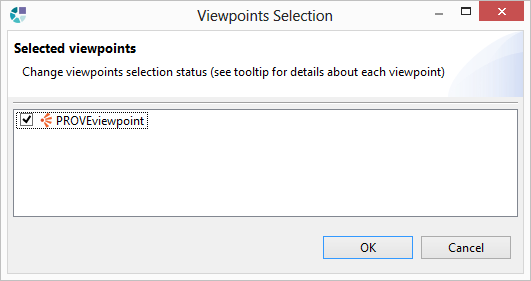 Viewpoints Selection
Selected viewpoints
Change viewpoints selection status (see tooltip for details about each viewpoint)
PROVEviewpoint
OK
Cancel